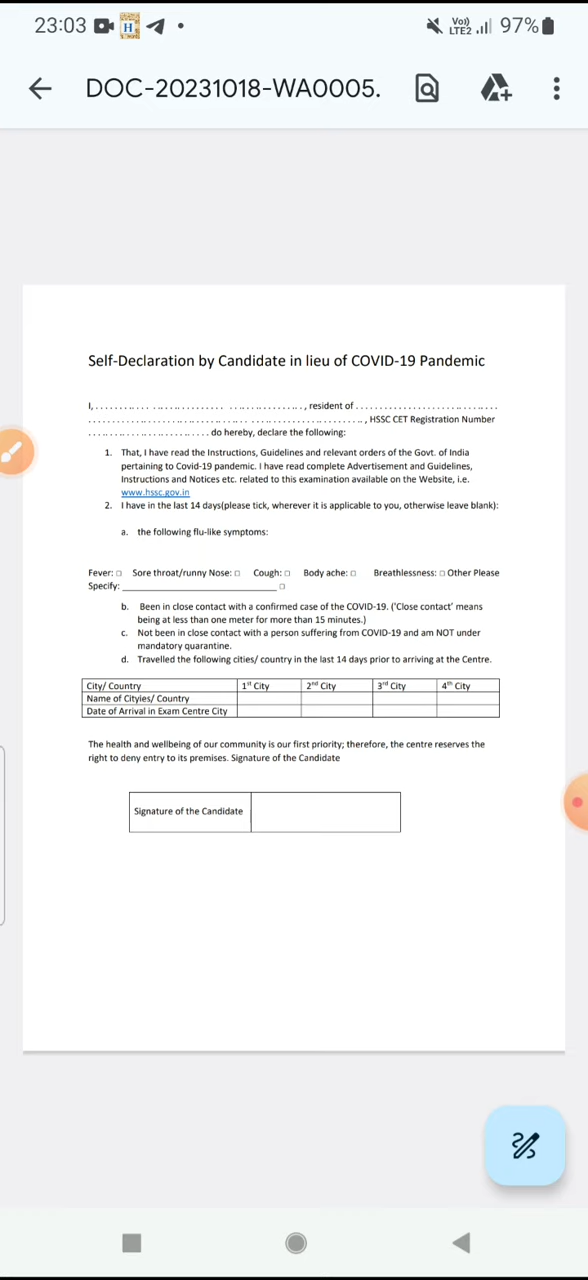 23:03 H Vo)) LTE2 97%
DOC-20231018-WA0005.
Self-Declaration by Candidate in lieu of COVID-19 Pandemic
I, .............................................., resident of .............................
......................................................, HSSC CET Registration Number
........................ do hereby, declare the following:
1. That, I have read the Instructions, Guidelines and relevant orders of the Govt. of India
pertaining to Covid-19 pandemic. I have read complete Advertisement and Guidelines,
Instructions and Notices etc. related to this examination available on the Website, i.e.
www.hssc.gov.in
2. I have in the last 14 days(please tick, wherever it is applicable to you, otherwise leave blank):
a. the following flu-like symptoms:
Fever: □ Sore throat/runny Nose: □ Cough: □ Body ache: □ Breathlessness: □ Other Please
Specify: ______________________ □
b. Been in close contact with a confirmed case of the COVID-19. ('Close contact' means
being at less than one meter for more than 15 minutes.)
c. Not been in close contact with a person suffering from COVID-19 and am NOT under
mandatory quarantine.
d. Travelled the following cities/ country in the last 14 days prior to arriving at the Centre.
City/ Country 1st City 2nd City 3rd City 4th City
Name of Cityies/ Country
Date of Arrival in Exam Centre City
The health and wellbeing of our community is our first priority; therefore, the centre reserves the
right to deny entry to its premises. Signature of the Candidate
Signature of the Candidate